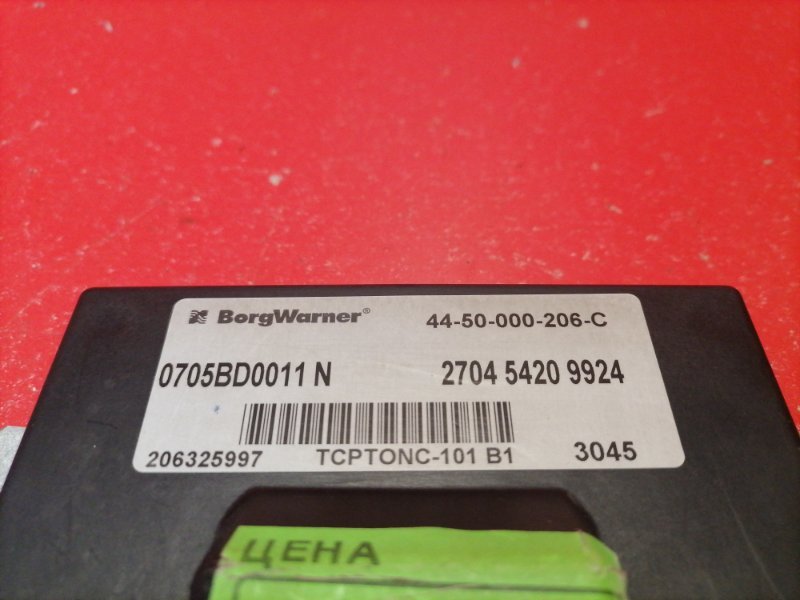 BorgWarner® 44-50-000-206-C
0705BD0011 N 2704 5420 9924
206325997 TCPTONC-101 B1 3045
ЦЕНА